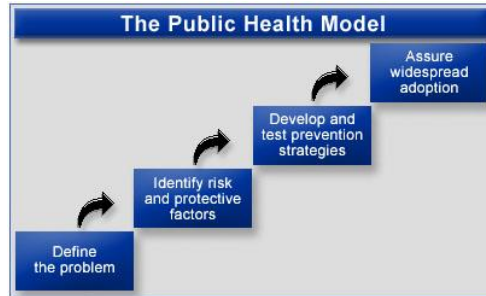 The Public Health Model
Assure
widespread
adoption
Develop and
test prevention
strategies
Identify risk
and protective
factors
Define
the problem